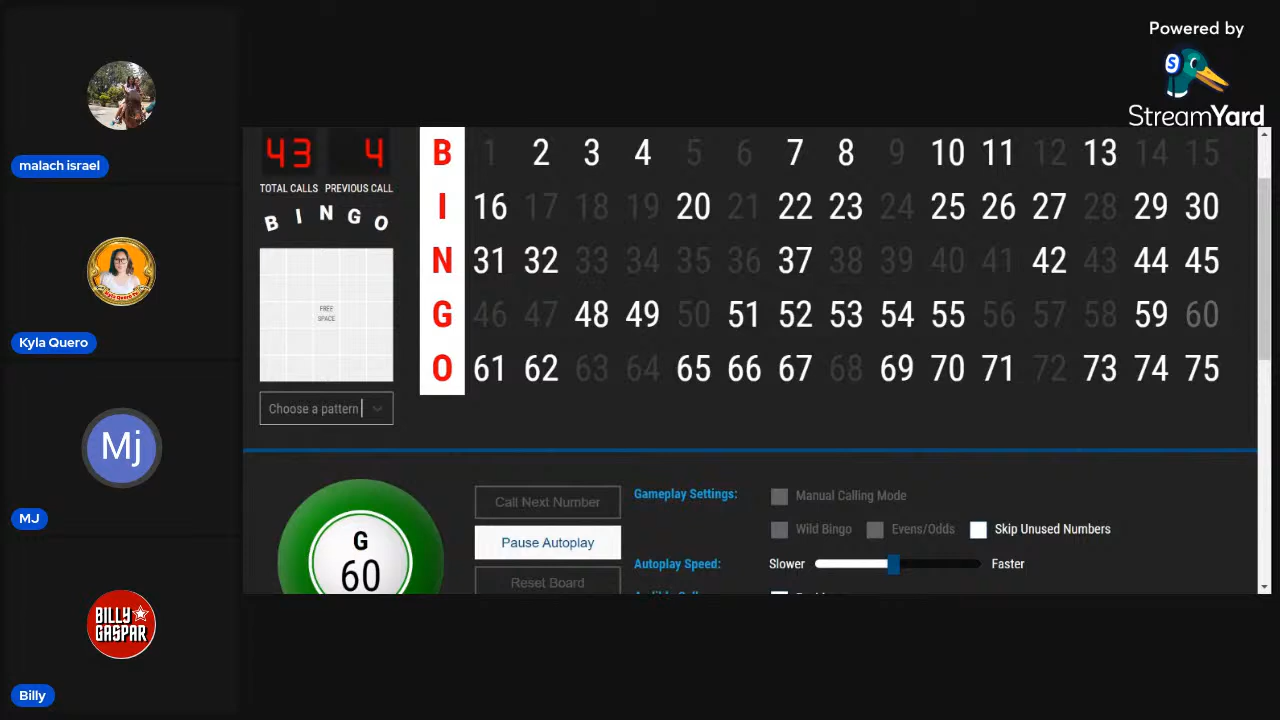 Powered by
S
StreamYard
malach israel
Kyla Quero
Mj
MJ
BILLY
GASPAR
Billy
43 4
TOTAL CALLS PREVIOUS CALL
B I N G O
FREE
SPACE
Choose a pattern
B 1 2 3 4 5 6 7 8 9 10 11 12 13 14 15
I 16 17 18 19 20 21 22 23 24 25 26 27 28 29 30
N 31 32 33 34 35 36 37 38 39 40 41 42 43 44 45
G 46 47 48 49 50 51 52 53 54 55 56 57 58 59 60
O 61 62 63 64 65 66 67 68 69 70 71 72 73 74 75
G
60
Call Next Number
Pause Autoplay
Reset Board
Gameplay Settings:
Manual Calling Mode
Wild Bingo Evens/Odds Skip Unused Numbers
Autoplay Speed:
Slower Faster